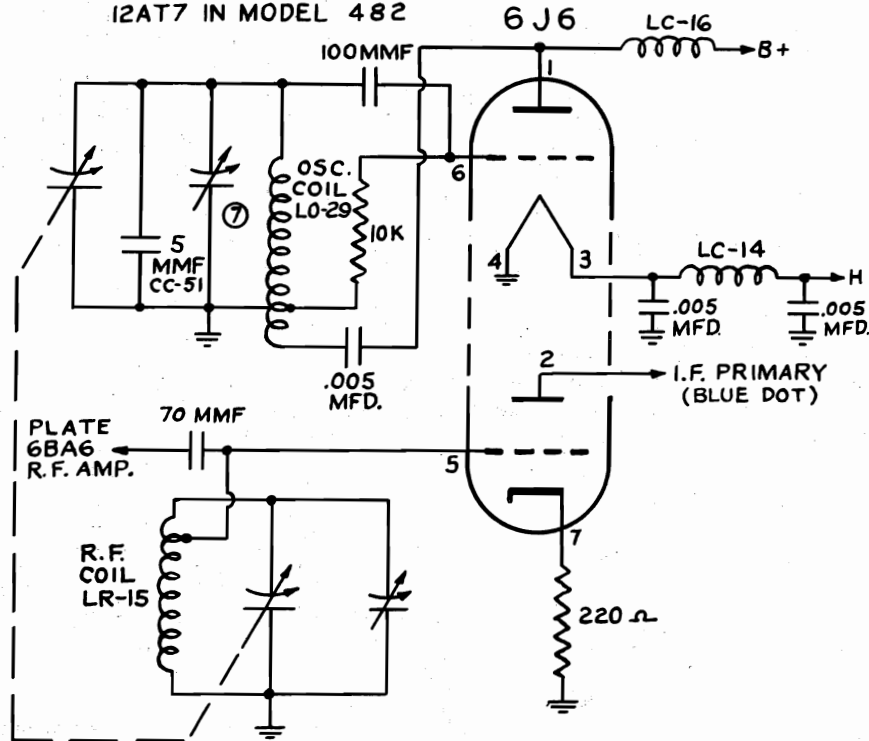 12AT7 IN MODEL 482
6J6
LC-16
B+
100MMF
1
6
OSC.
COIL
LO-29
10K
7
5
MMF
CC-51
4
3
LC-14
H
.005
MFD.
.005
MFD.
.005
MFD.
2
I.F. PRIMARY
(BLUE DOT)
70 MMF
PLATE
6BA6
R.F. AMP.
5
7
R.F.
COIL
LR-15
220 Ω